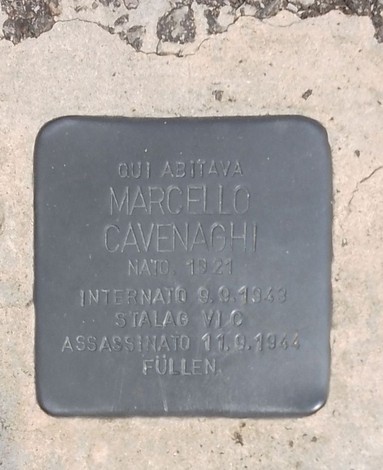 QUI ABITAVA
MARCELLO
CAVENAGHI
NATO 1921
INTERNATO 9.9.1943
STALAG VI C
ASSASSINATO 11.9.1944
FÜLLEN